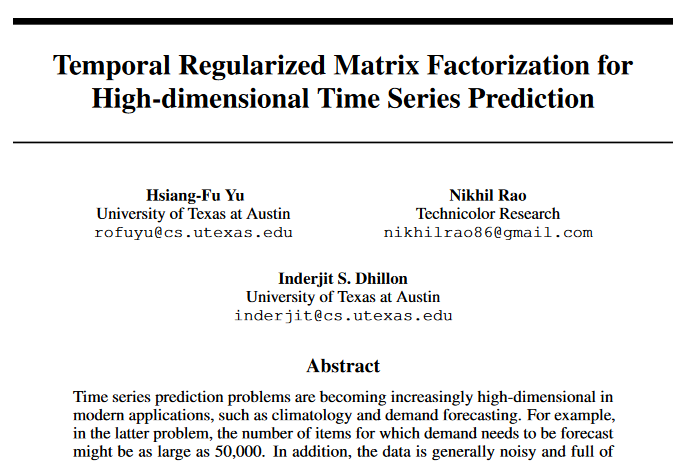 Temporal Regularized Matrix Factorization for
High-dimensional Time Series Prediction
Hsiang-Fu Yu
University of Texas at Austin
rofuyu@cs.utexas.edu
Nikhil Rao
Technicolor Research
nikhilrao86@gmail.com
Inderjit S. Dhillon
University of Texas at Austin
inderjit@cs.utexas.edu
Abstract
Time series prediction problems are becoming increasingly high-dimensional in
modern applications, such as climatology and demand forecasting. For example,
in the latter problem, the number of items for which demand needs to be forecast
might be as large as 50,000. In addition, the data is generally noisy and full of